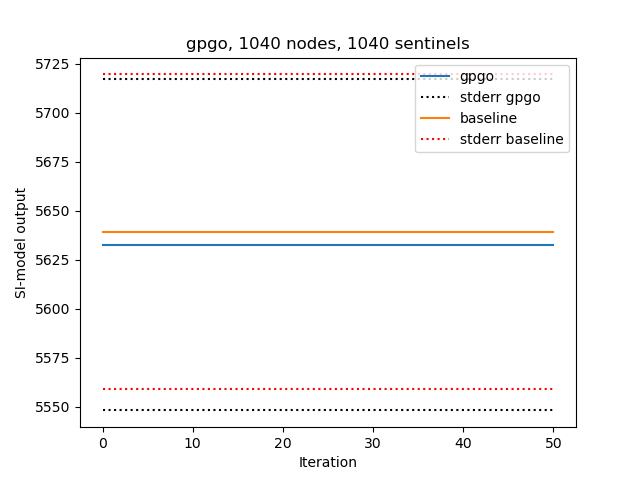 gpgo, 1040 nodes, 1040 sentinels
5725
5700
5675
5650
5625
5600
5575
5550
SI-model output
gpgo
stderr gpgo
baseline
stderr baseline
0 10 20 30 40 50
Iteration